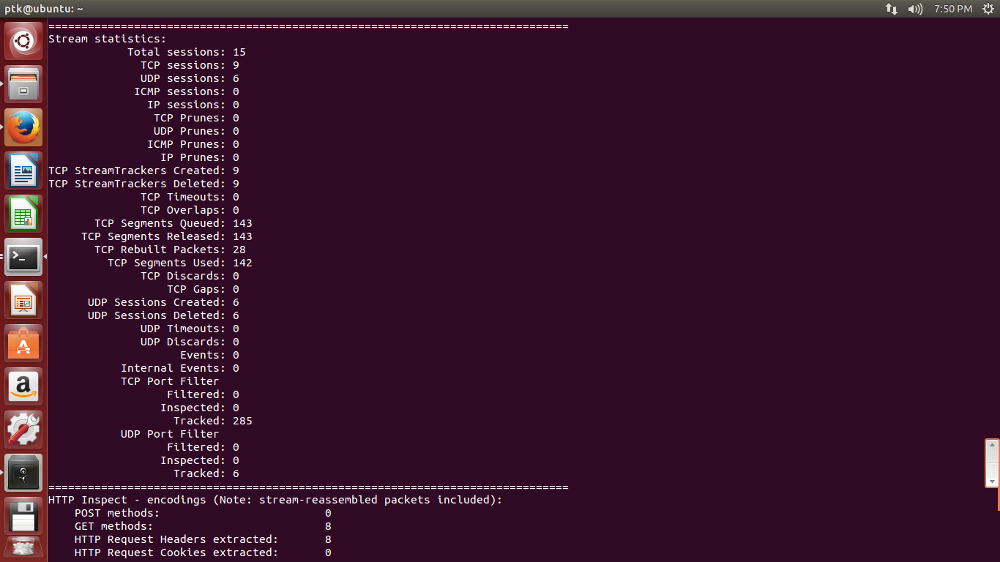 ptk@ubuntu: ~
7:50 PM
===============================================================================
Stream statistics:
Total sessions: 15
TCP sessions: 9
UDP sessions: 6
ICMP sessions: 0
IP sessions: 0
TCP Prunes: 0
UDP Prunes: 0
ICMP Prunes: 0
IP Prunes: 0
TCP StreamTrackers Created: 9
TCP StreamTrackers Deleted: 9
TCP Timeouts: 0
TCP Overlaps: 0
TCP Segments Queued: 143
TCP Segments Released: 143
TCP Rebuilt Packets: 28
TCP Segments Used: 142
TCP Discards: 0
TCP Gaps: 0
UDP Sessions Created: 6
UDP Sessions Deleted: 6
UDP Timeouts: 0
UDP Discards: 0
Events: 0
Internal Events: 0
TCP Port Filter
Filtered: 0
Inspected: 0
Tracked: 285
UDP Port Filter
Filtered: 0
Inspected: 0
Tracked: 6
===============================================================================
HTTP Inspect - encodings (Note: stream-reassembled packets included):
POST methods: 0
GET methods: 8
HTTP Request Headers extracted: 8
HTTP Request Cookies extracted: 0